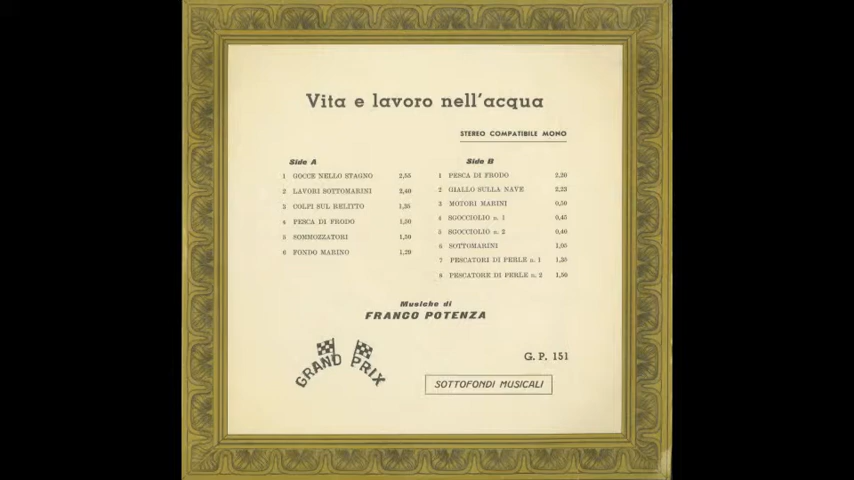 Vita e lavoro nell'acqua
STEREO COMPATIBILE MONO
Side A
1 GOCCE NELLO STAGNO 2,55
2 LAVORI SOTTOMARINI 2,40
3 COLPI SUL RELITTO 1,35
4 PESCA DI FRODO 1,30
5 SOMMOZZATORI 1,50
6 FONDO MARINO 1,29
Side B
1 PESCA DI FRODO 2,20
2 GIALLO SULLA NAVE 2,23
3 MOTORI MARINI 0,50
4 SGOCCIOLIO n. 1 0,45
5 SGOCCIOLIO n. 2 0,40
6 SOTTOMARINI 1,05
7 PESCATORI DI PERLE n. 1 1,35
8 PESCATORE DI PERLE n. 2 1,50
Musiche di
FRANCO POTENZA
GRAND PRIX
G. P. 151
SOTTOFONDI MUSICALI